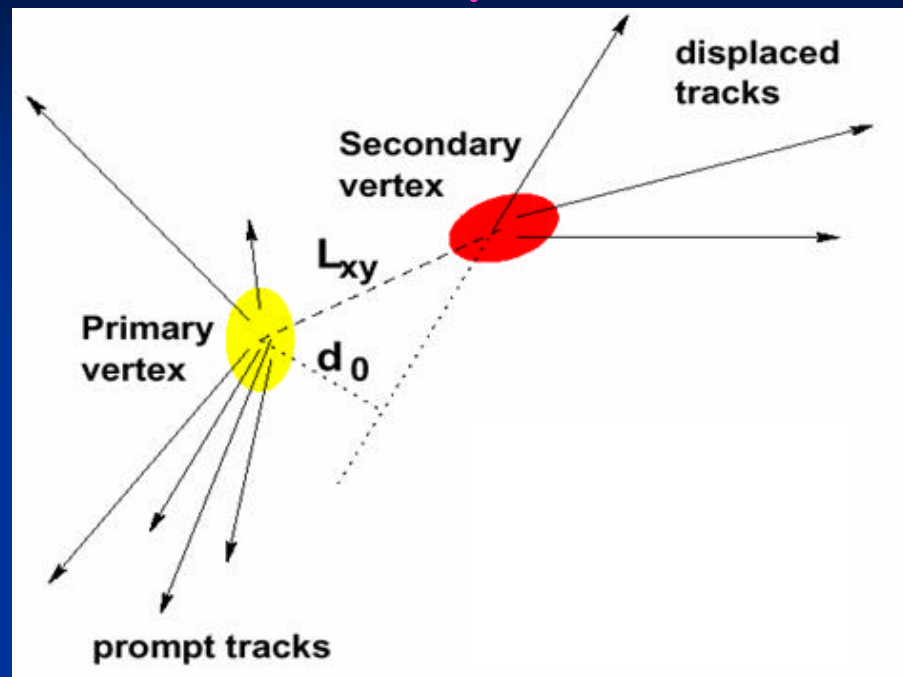 displaced
tracks
Secondary
vertex
Lxy
Primary
vertex
d0
prompt tracks